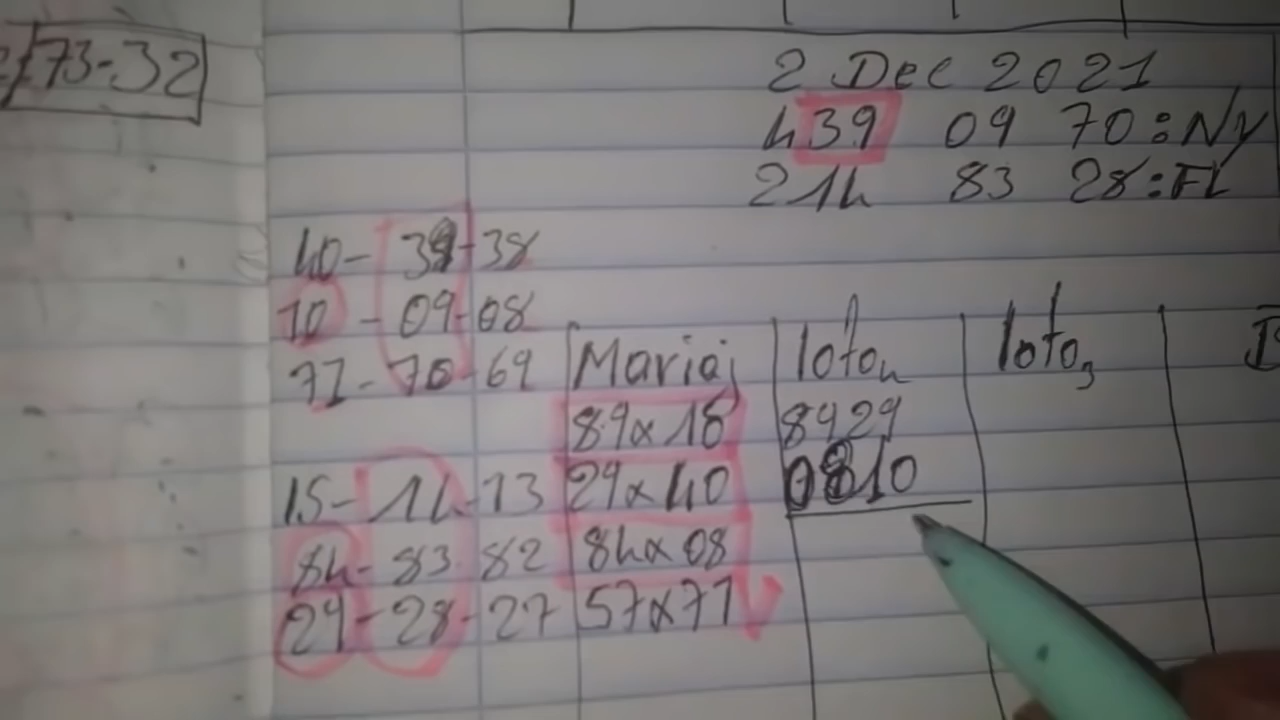 73-32
2 Dec 2021
439 09 70:NY
214 83 28:FL
40- 39-38
10 - 09-08
71-70-69
15-14-13
84-83-82
29-28-27
Mariaj
89x18
29x40
84x08
57x71
loto4
8929
0810
loto3